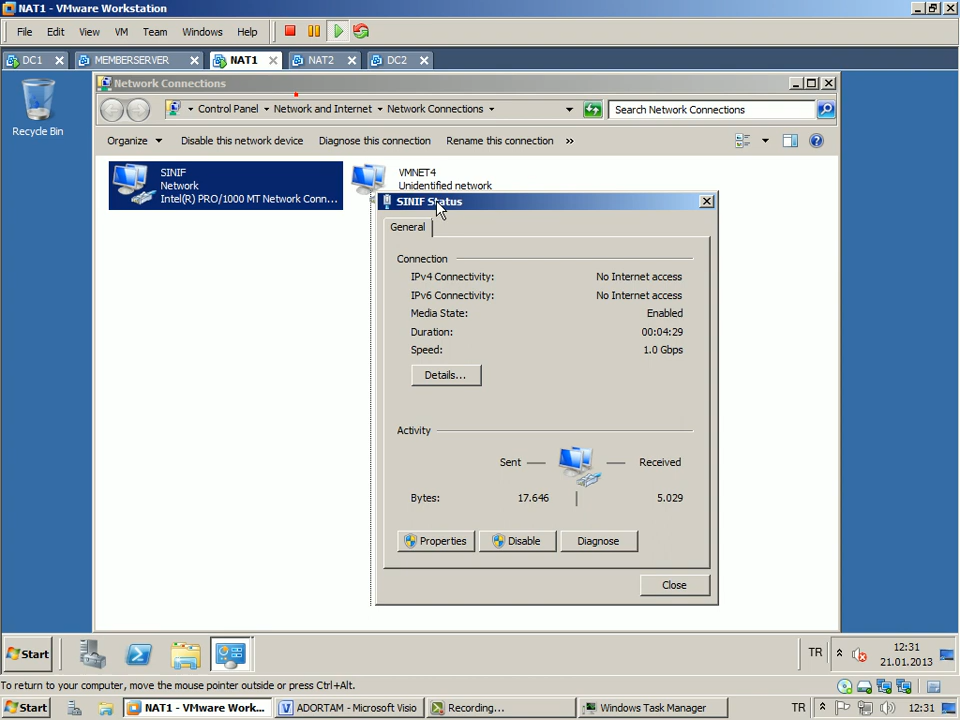 NAT1 - VMware Workstation
File Edit View VM Team Windows Help
DC1 MEMBERSERVER NAT1 NAT2 DC2
Network Connections
Recycle Bin
Control Panel Network and Internet Network Connections Search Network Connections
Organize Disable this network device Diagnose this connection Rename this connection »
SINIF
Network
Intel(R) PRO/1000 MT Network Conn...
VMNET4
Unidentified network
SINIF Status
General
Connection
IPv4 Connectivity: No Internet access
IPv6 Connectivity: No Internet access
Media State: Enabled
Duration: 00:04:29
Speed: 1.0 Gbps
Details...
Activity
Sent Received
Bytes: 17.646 5.029
Properties Disable Diagnose
Close
Start TR 12:31
21.01.2013
To return to your computer, move the mouse pointer outside or press Ctrl+Alt.
Start NAT1 - VMware Work... ADORTAM - Microsoft Visio Recording... Windows Task Manager TR 12:31